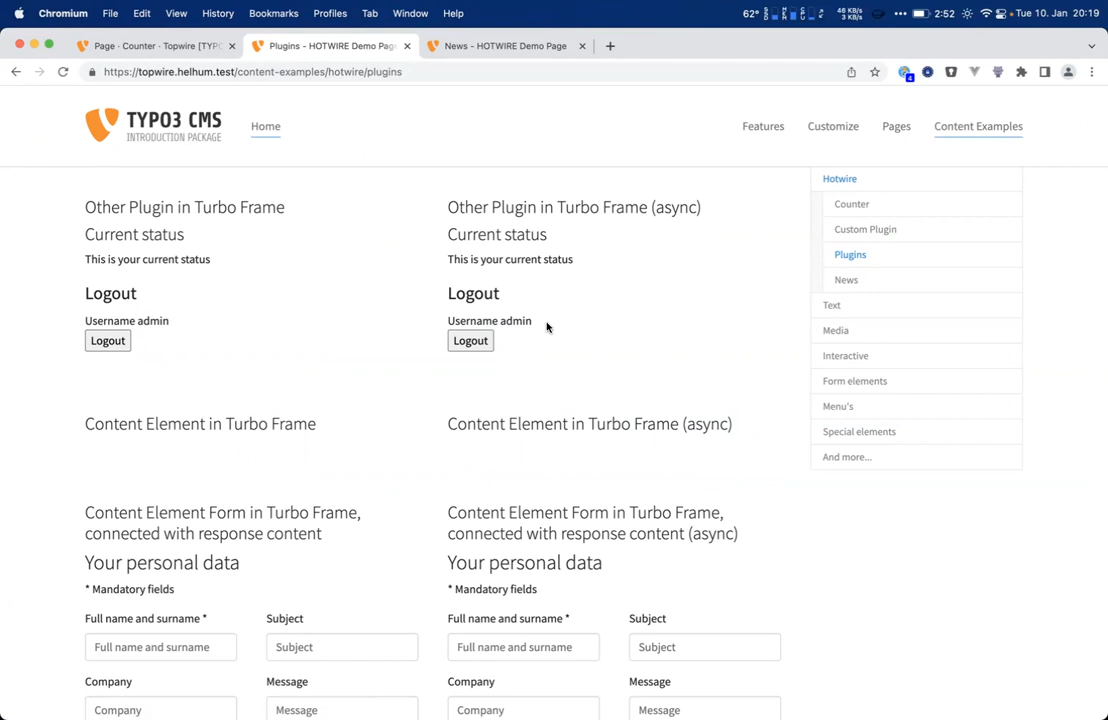 Chromium File Edit View History Bookmarks Profiles Tab Window Help
62° 46 KB/s 3 KB/s 2:52 Tue 10. Jan 20:19
Page · Counter · Topwire [TYPO
Plugins - HOTWIRE Demo Page
News - HOTWIRE Demo Page
https://topwire.helhum.test/content-examples/hotwire/plugins
4
TYPO3 CMS
INTRODUCTION PACKAGE
Home
Features Customize Pages Content Examples
Other Plugin in Turbo Frame
Current status
This is your current status
Logout
Username admin
Logout
Other Plugin in Turbo Frame (async)
Current status
This is your current status
Logout
Username admin
Logout
Content Element in Turbo Frame
Content Element in Turbo Frame (async)
Content Element Form in Turbo Frame,
connected with response content
Your personal data
* Mandatory fields
Full name and surname * Subject
Full name and surname Subject
Company Message
Company Message
Content Element Form in Turbo Frame,
connected with response content (async)
Your personal data
* Mandatory fields
Full name and surname * Subject
Full name and surname Subject
Company Message
Company Message
Hotwire
Counter
Custom Plugin
Plugins
News
Text
Media
Interactive
Form elements
Menu's
Special elements
And more...